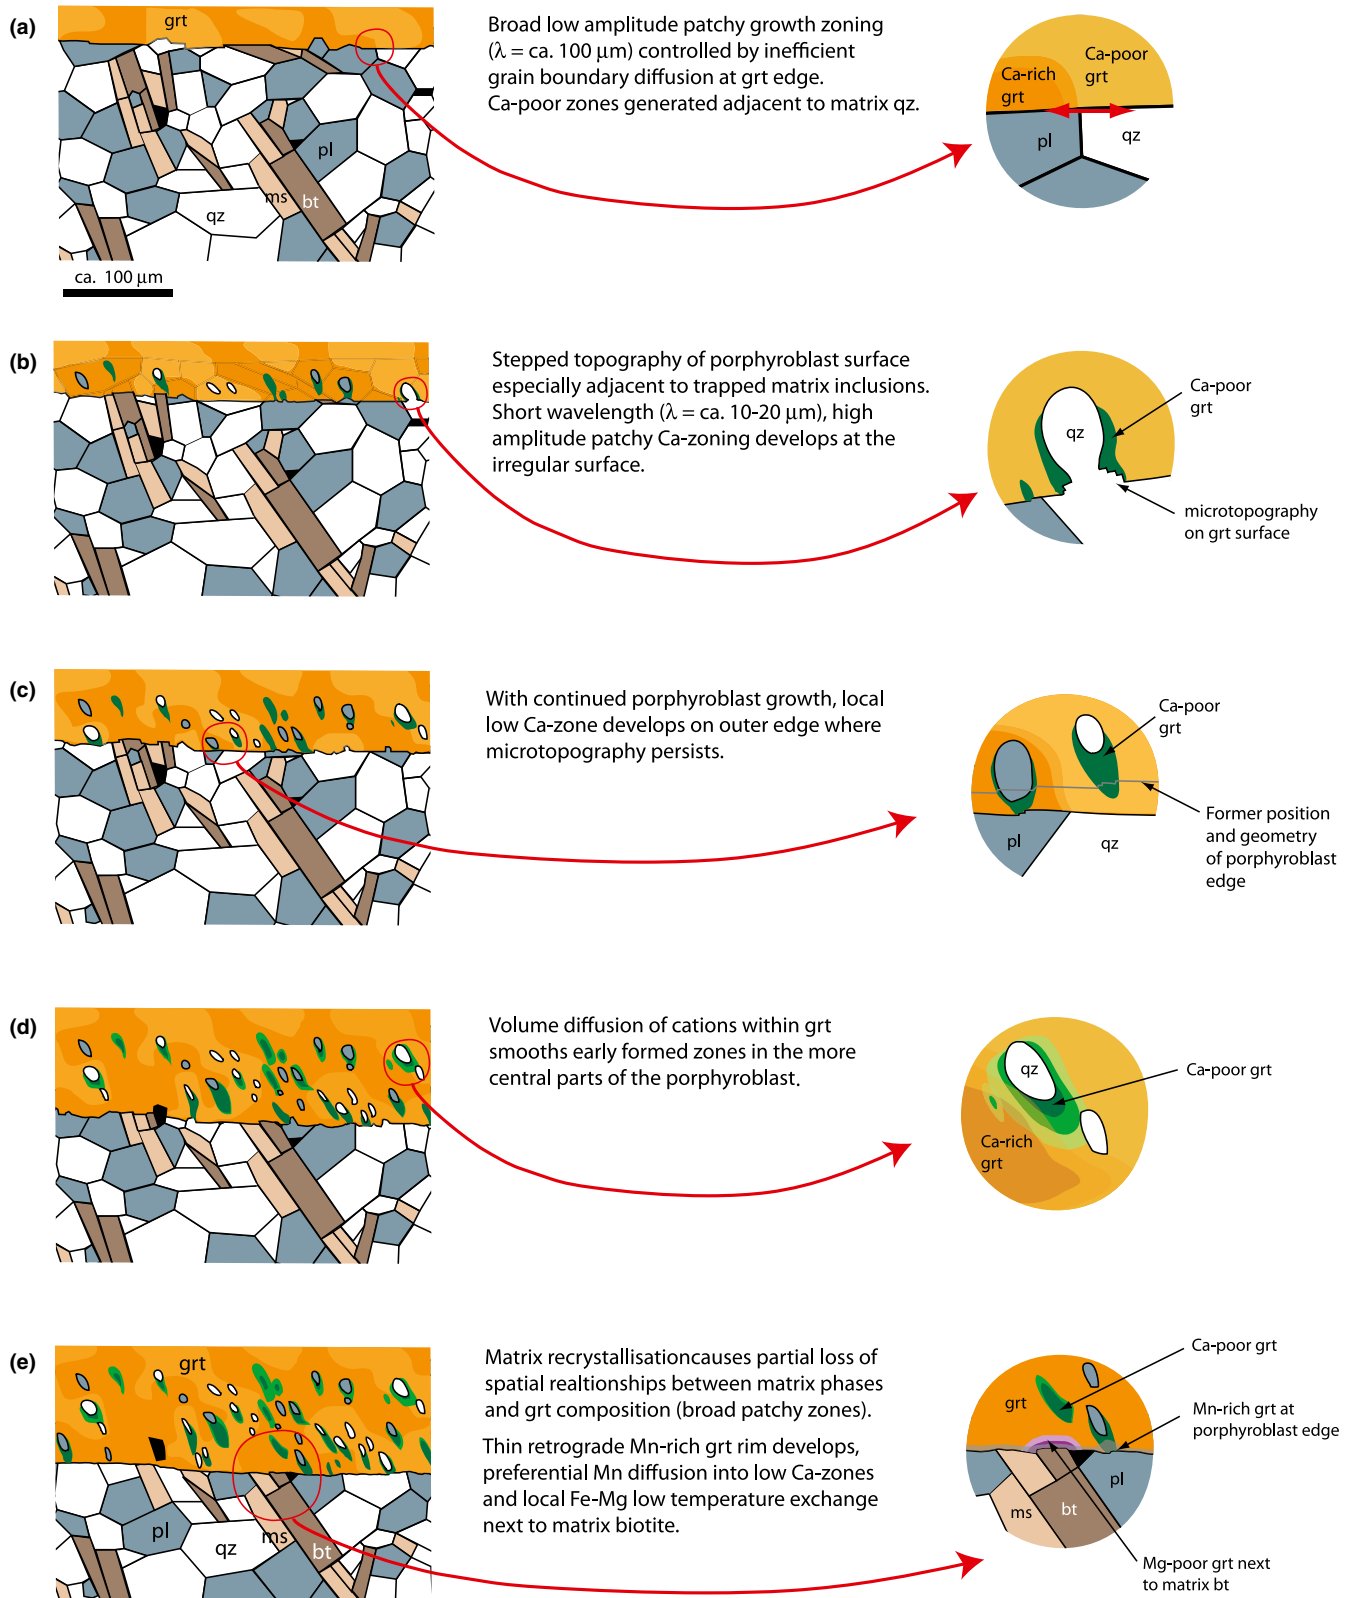 (a)
grt
pl
ms
bt
qz
ca. 100 μm
Broad low amplitude patchy growth zoning
(λ = ca. 100 μm) controlled by inefficient
grain boundary diffusion at grt edge.
Ca-poor zones generated adjacent to matrix qz.
Ca-poor
grt
Ca-rich
grt
pl
qz
(b)
Stepped topography of porphyroblast surface
especially adjacent to trapped matrix inclusions.
Short wavelength (λ = ca. 10-20 μm), high
amplitude patchy Ca-zoning develops at the
irregular surface.
qz
Ca-poor
grt
microtopography
on grt surface
(c)
With continued porphyroblast growth, local
low Ca-zone develops on outer edge where
microtopography persists.
Ca-poor
grt
pl
qz
Former position
and geometry
of porphyroblast
edge
(d)
Volume diffusion of cations within grt
smooths early formed zones in the more
central parts of the porphyroblast.
qz
Ca-poor grt
Ca-rich
grt
(e)
grt
pl
qz
ms
bt
Matrix recrystallisationcauses partial loss of
spatial realtionships between matrix phases
and grt composition (broad patchy zones).
Thin retrograde Mn-rich grt rim develops,
preferential Mn diffusion into low Ca-zones
and local Fe-Mg low temperature exchange
next to matrix biotite.
grt
ms
bt
pl
Ca-poor grt
Mn-rich grt at
porphyroblast edge
Mg-poor grt next
to matrix bt